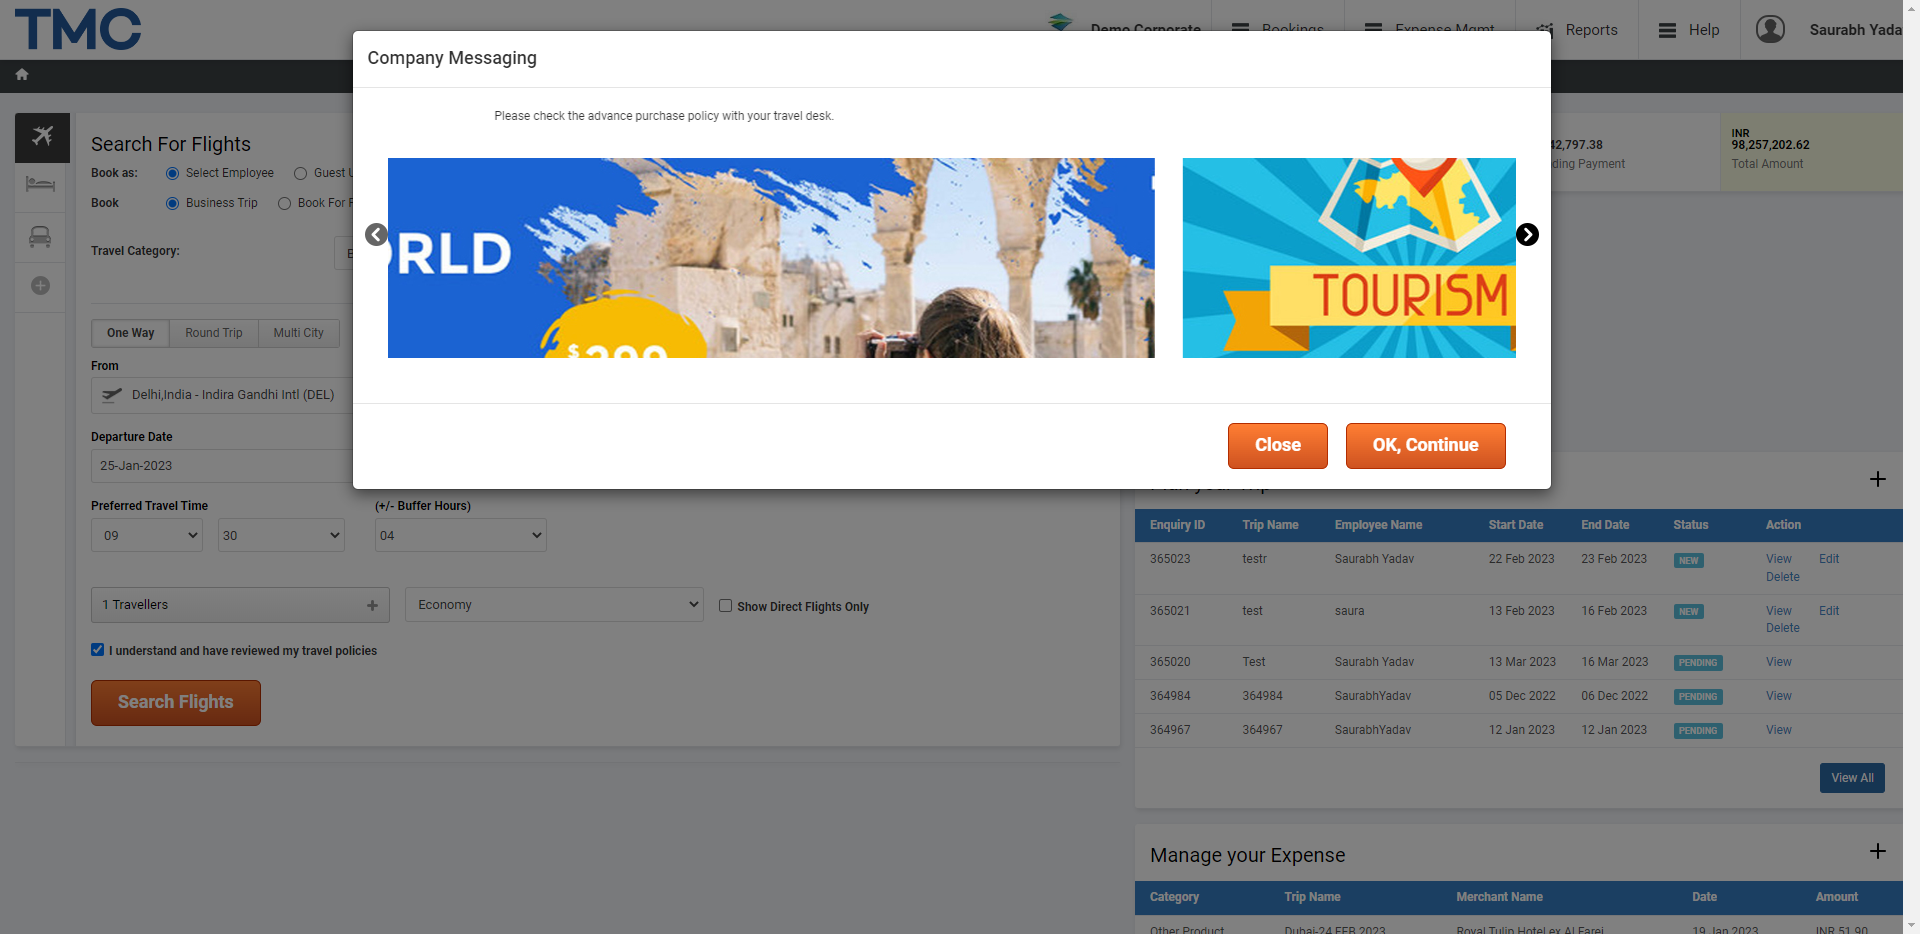 TMC
Demo Corporate
Bookings
Expense Mgmt
Reports
Help
Saurabh Yada
Company Messaging
Please check the advance purchase policy with your travel desk.
ORLD
$299
TOURISM
Close
OK, Continue
Search For Flights
Book as:
Select Employee
Guest
Book
Business Trip
Book For
Travel Category:
One Way
Round Trip
Multi City
From
Delhi,India - Indira Gandhi Intl (DEL)
Departure Date
25-Jan-2023
Preferred Travel Time
(+/- Buffer Hours)
09
30
04
1 Travellers
Economy
Show Direct Flights Only
I understand and have reviewed my travel policies
Search Flights
42,797.38
ding Payment
INR
98,257,202.62
Total Amount
Plan your Trip
Enquiry ID Trip Name Employee Name Start Date End Date Status Action
365023 testr Saurabh Yadav 22 Feb 2023 23 Feb 2023 NEW View Edit
Delete
365021 test saura 13 Feb 2023 16 Feb 2023 NEW View Edit
Delete
365020 Test Saurabh Yadav 13 Mar 2023 16 Mar 2023 PENDING View
364984 364984 SaurabhYadav 05 Dec 2022 06 Dec 2022 PENDING View
364967 364967 SaurabhYadav 12 Jan 2023 12 Jan 2023 PENDING View
View All
Manage your Expense
Category Trip Name Merchant Name Date Amount
Other Product Dubai-24 FEB 2023 Royal Tulip Hotel ex Al Farej 19 Jan 2023 INR 51.90